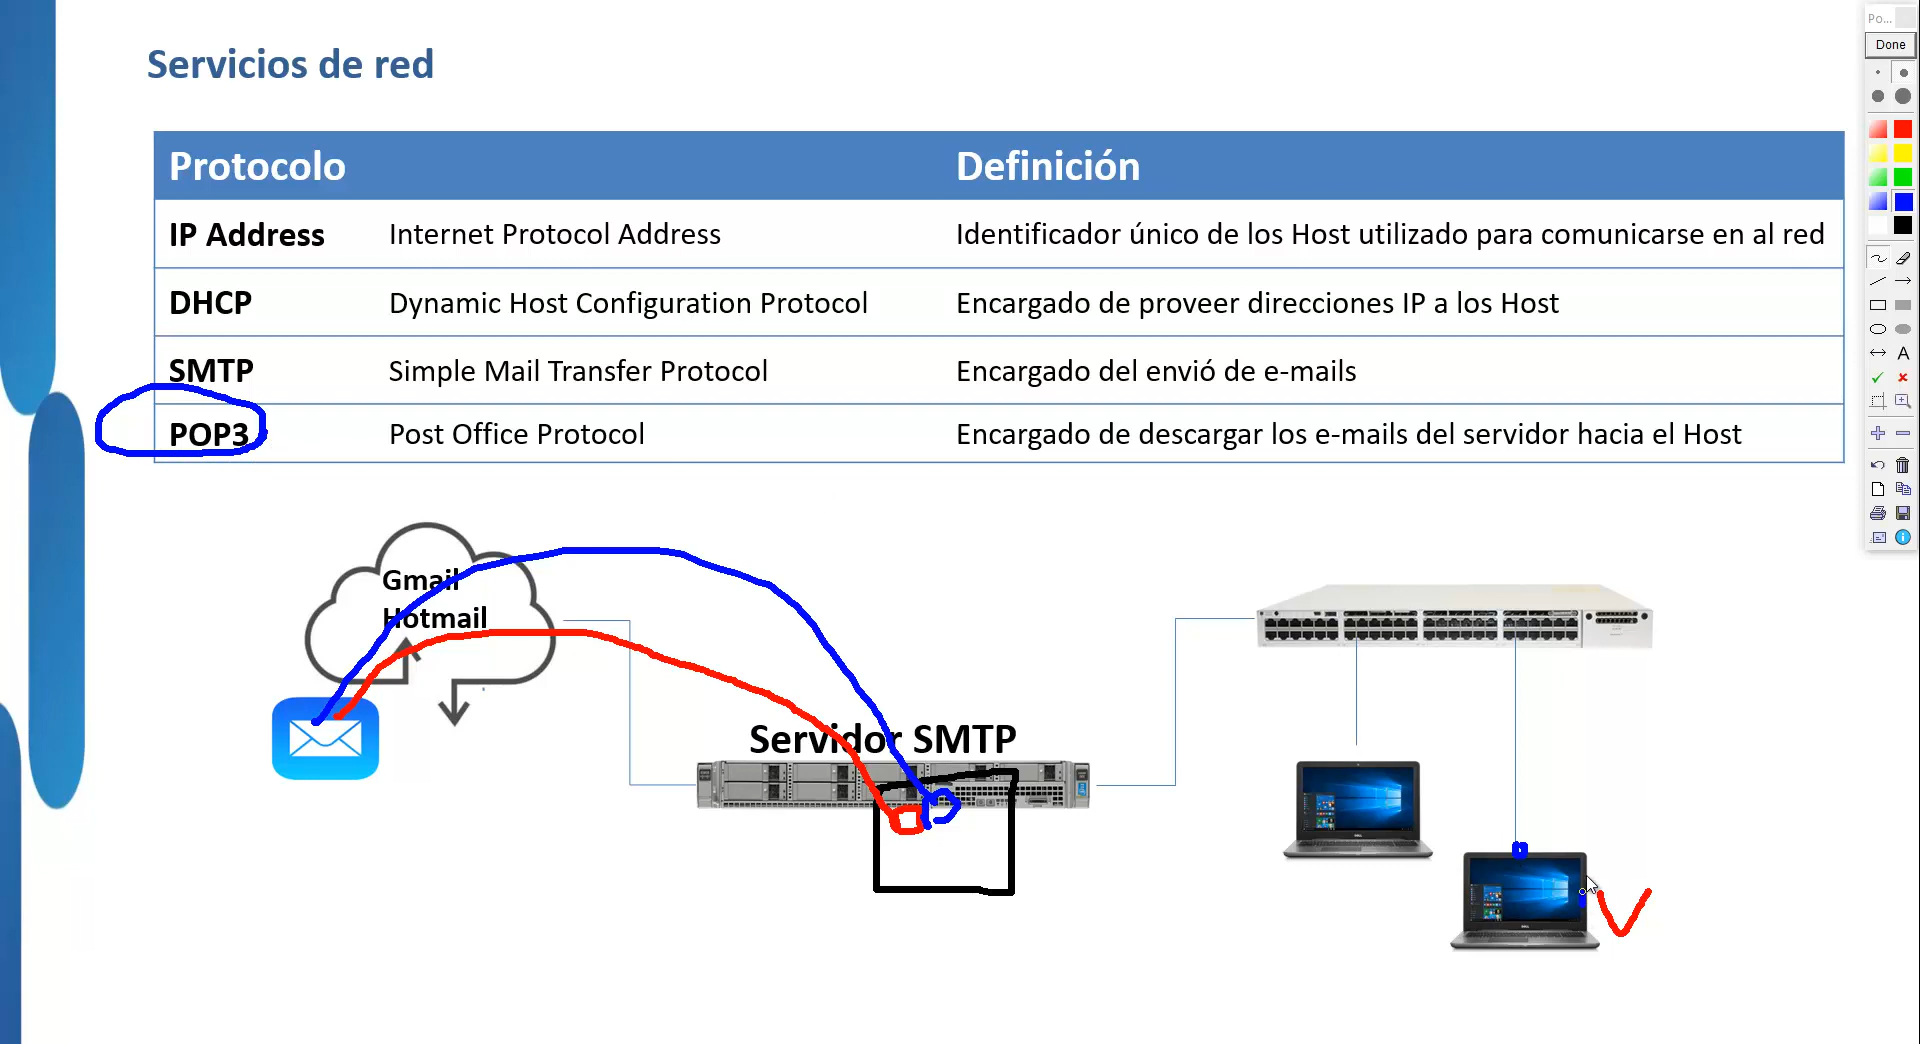 Servicios de red
Protocolo Definición
IP Address Internet Protocol Address Identificador único de los Host utilizado para comunicarse en al red
DHCP Dynamic Host Configuration Protocol Encargado de proveer direcciones IP a los Host
SMTP Simple Mail Transfer Protocol Encargado del envió de e-mails
POP3 Post Office Protocol Encargado de descargar los e-mails del servidor hacia el Host
Gmail
Hotmail
Servidor SMTP
Po...
Done
A